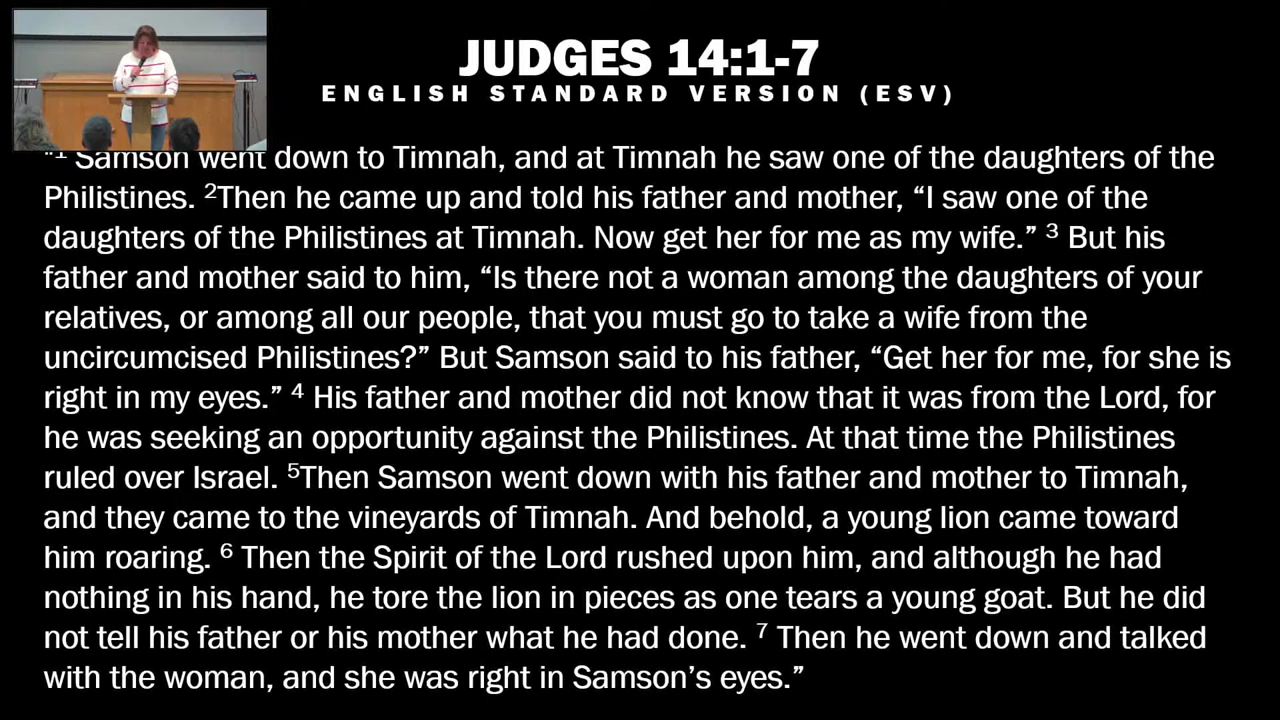 JUDGES 14:1-7
ENGLISH STANDARD VERSION (ESV)
“¹ Samson went down to Timnah, and at Timnah he saw one of the daughters of the
Philistines. ²Then he came up and told his father and mother, “I saw one of the
daughters of the Philistines at Timnah. Now get her for me as my wife.” ³ But his
father and mother said to him, “Is there not a woman among the daughters of your
relatives, or among all our people, that you must go to take a wife from the
uncircumcised Philistines?” But Samson said to his father, “Get her for me, for she is
right in my eyes.” ⁴ His father and mother did not know that it was from the Lord, for
he was seeking an opportunity against the Philistines. At that time the Philistines
ruled over Israel. ⁵Then Samson went down with his father and mother to Timnah,
and they came to the vineyards of Timnah. And behold, a young lion came toward
him roaring. ⁶ Then the Spirit of the Lord rushed upon him, and although he had
nothing in his hand, he tore the lion in pieces as one tears a young goat. But he did
not tell his father or his mother what he had done. ⁷ Then he went down and talked
with the woman, and she was right in Samson’s eyes.”